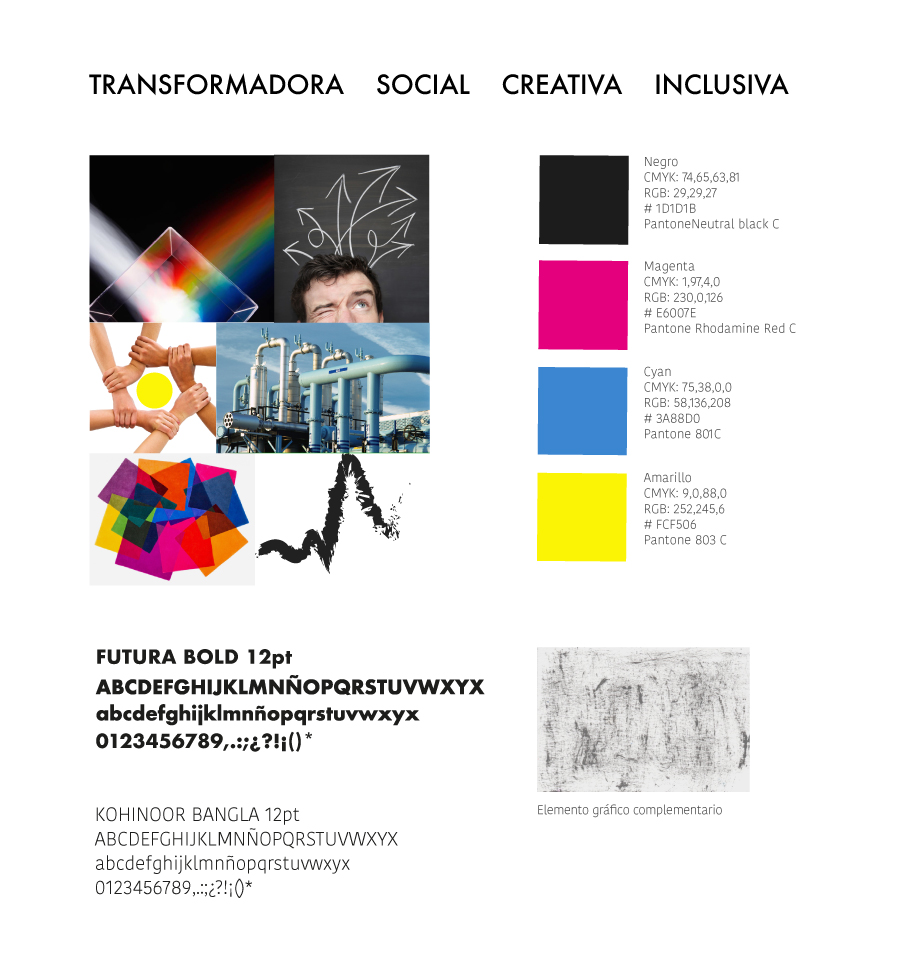 TRANSFORMADORA SOCIAL CREATIVA INCLUSIVA
Negro
CMYK: 74,65,63,81
RGB: 29,29,27
# 1D1D1B
PantoneNeutral black C
Magenta
CMYK: 1,97,4,0
RGB: 230,0,126
# E6007E
Pantone Rhodamine Red C
Cyan
CMYK: 75,38,0,0
RGB: 58,136,208
# 3A88D0
Pantone 801C
Amarillo
CMYK: 9,0,88,0
RGB: 252,245,6
# FCF506
Pantone 803 C
FUTURA BOLD 12pt
ABCDEFGHIJKLMNÑOPQRSTUVWXYX
abcdefghijklmnñopqrstuvwxyx
0123456789,.:;¿?!¡()*
KOHINOOR BANGLA 12pt
ABCDEFGHIJKLMNÑOPQRSTUVWXYX
abcdefghijklmnñopqrstuvwxyx
0123456789,.:;¿?!¡()*
Elemento gráfico complementario